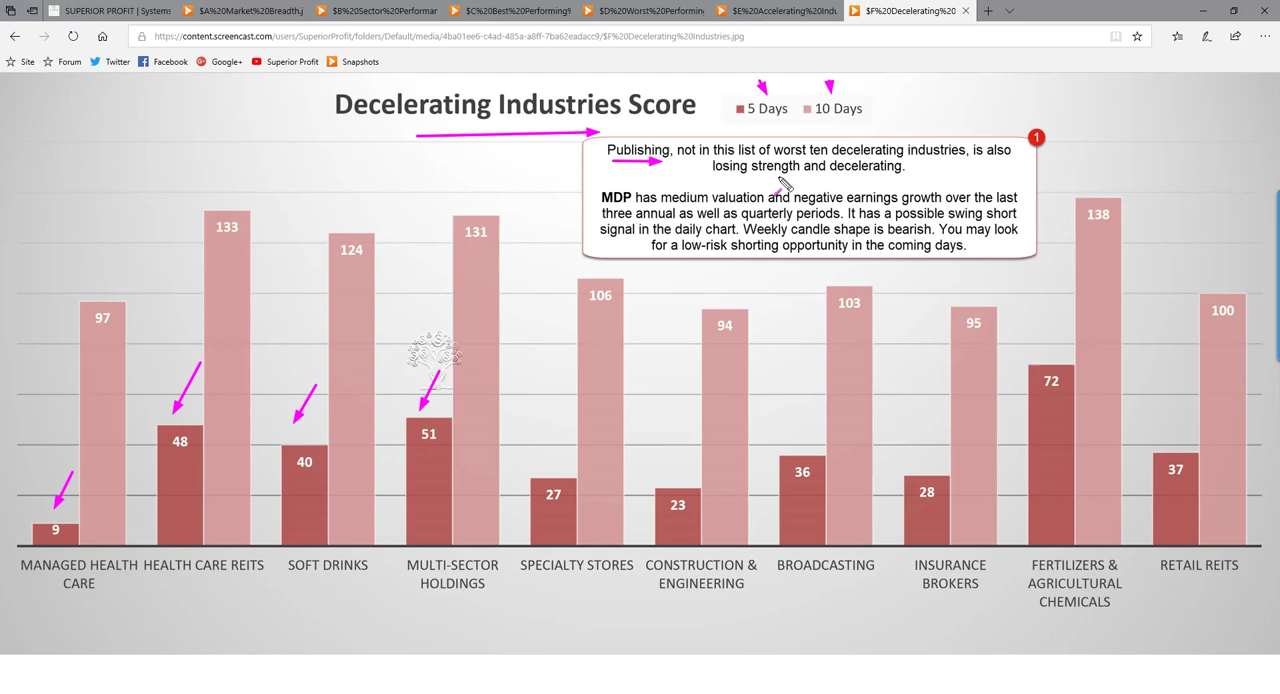 SUPERIOR PROFIT | Systems
$A%20Market%20Breadth.j
$B%20Sector%20Performar
$C%20Best%20Performing9
$D%20Worst%20Performing
$E%20Accelerating%20Indu
$F%20Decelerating%20
https://content.screencast.com/users/SuperiorProfit/folders/Default/media/4ba01ee6-c4ad-485a-a8ff-7ba62eadacc9/$F%20Decelerating%20Industries.jpg
Site Forum Twitter Facebook Google+ Superior Profit Snapshots
Decelerating Industries Score
5 Days 10 Days
1
Publishing, not in this list of worst ten decelerating industries, is also
losing strength and decelerating.
MDP has medium valuation and negative earnings growth over the last
three annual as well as quarterly periods. It has a possible swing short
signal in the daily chart. Weekly candle shape is bearish. You may look
for a low-risk shorting opportunity in the coming days.
9 97
48 133
40 124
51 131
27 106
23 94
36 103
28 95
72 138
37 100
MANAGED HEALTH
CARE
HEALTH CARE REITS
SOFT DRINKS
MULTI-SECTOR
HOLDINGS
SPECIALTY STORES
CONSTRUCTION &
ENGINEERING
BROADCASTING
INSURANCE
BROKERS
FERTILIZERS &
AGRICULTURAL
CHEMICALS
RETAIL REITS